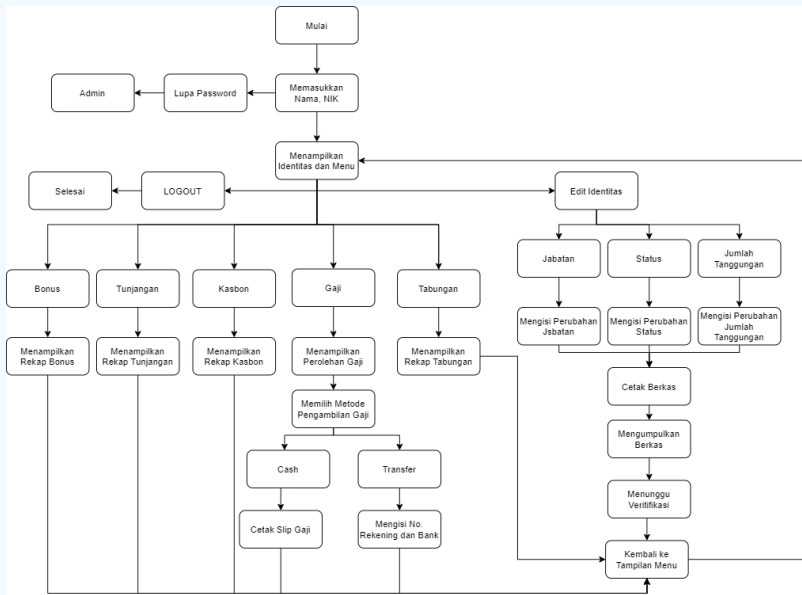 Mulai
Admin
Lupa Password
Memasukkan
Nama, NIK
Menampilkan
Identitas dan Menu
Selesai
LOGOUT
Edit Identitas
Jabatan
Status
Jumlah
Tanggungan
Bonus
Tunjangan
Kasbon
Gaji
Tabungan
Mengisi Perubahan
Jsbatan
Mengisi Perubahan
Status
Mengisi Perubahan
Jumlah
Tanggungan
Menampilkan
Rekap Bonus
Menampilkan
Rekap Tunjangan
Menampilkan
Rekap Kasbon
Menampilkan
Perolehan Gaji
Menampilkan
Rekap Tabungan
Cetak Berkas
Memilih Metode
Pengambilan Gaji
Mengumpulkan
Berkas
Cash
Transfer
Menunggu
Veritifikasi
Cetak Slip Gaji
Mengisi No.
Rekening dan Bank
Kembali ke
Tampilan Menu